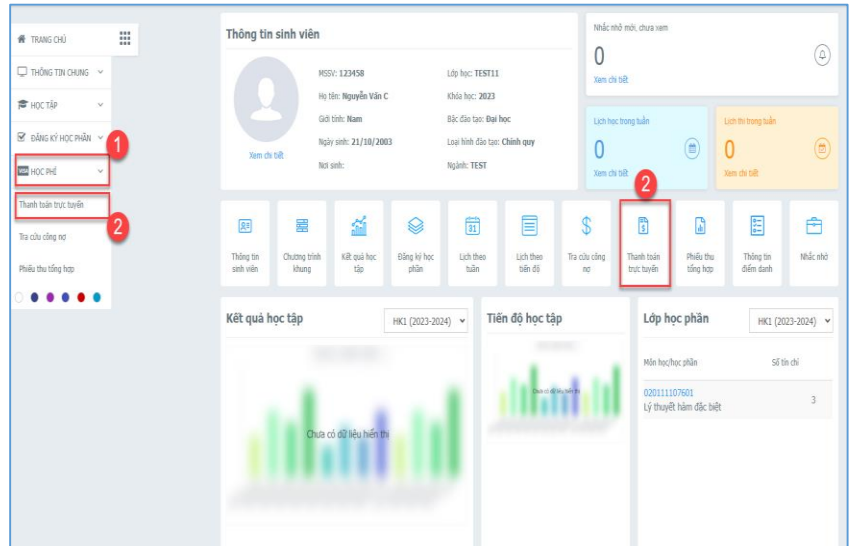 TRANG CHỦ
THÔNG TIN CHUNG
HỌC TẬP
ĐĂNG KÝ HỌC PHẦN
1
VISA HỌC PHÍ
Thanh toán trực tuyến
2
Tra cứu công nợ
Phiếu thu tổng hợp
Thông tin sinh viên
Xem chi tiết
MSSV: 123458
Họ tên: Nguyễn Văn C
Giới tính: Nam
Ngày sinh: 21/10/2003
Nơi sinh:
Lớp học: TEST11
Khóa học: 2023
Bậc đào tạo: Đại học
Loại hình đào tạo: Chính quy
Ngành: TEST
Nhắc nhở mới, chưa xem
0
Xem chi tiết
Lịch học trong tuần
0
Xem chi tiết
Lịch thi trong tuần
0
Xem chi tiết
2
Thông tin
sinh viên
Chương trình
khung
Kết quả học
tập
Đăng ký học
phần
31
Lịch theo
tuần
Lịch theo
tiến độ
Tra cứu công
nợ
Thanh toán
trực tuyến
Phiếu thu
tổng hợp
Thông tin
điểm danh
Nhắc nhở
Kết quả học tập
HK1 (2023-2024)
Chưa có dữ liệu hiển thị
Tiến độ học tập
Chưa có dữ liệu hiển thị
Lớp học phần
HK1 (2023-2024)
Môn học/học phần
Số tín chỉ
020111107601
Lý thuyết hàm đặc biệt
3